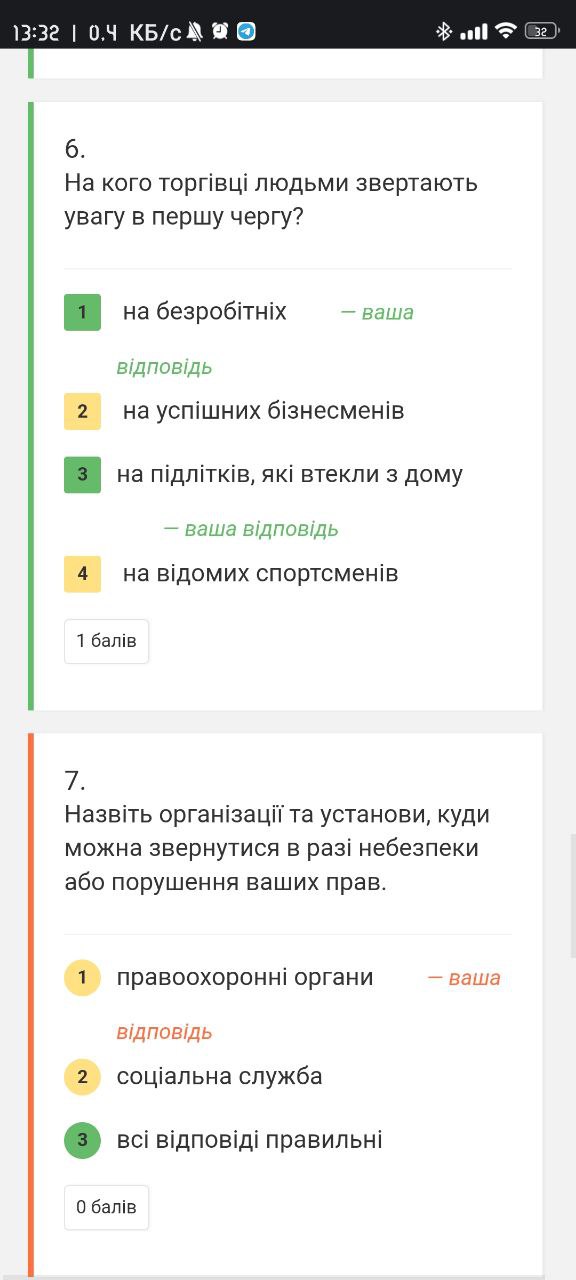 13:32 | 0.4 КБ/с
32
6.
На кого торгівці людьми звертають
увагу в першу чергу?
1 на безробітніх — ваша
відповідь
2 на успішних бізнесменів
3 на підлітків, які втекли з дому
— ваша відповідь
4 на відомих спортсменів
1 балів
7.
Назвіть організації та установи, куди
можна звернутися в разі небезпеки
або порушення ваших прав.
1 правоохоронні органи — ваша
відповідь
2 соціальна служба
3 всі відповіді правильні
0 балів